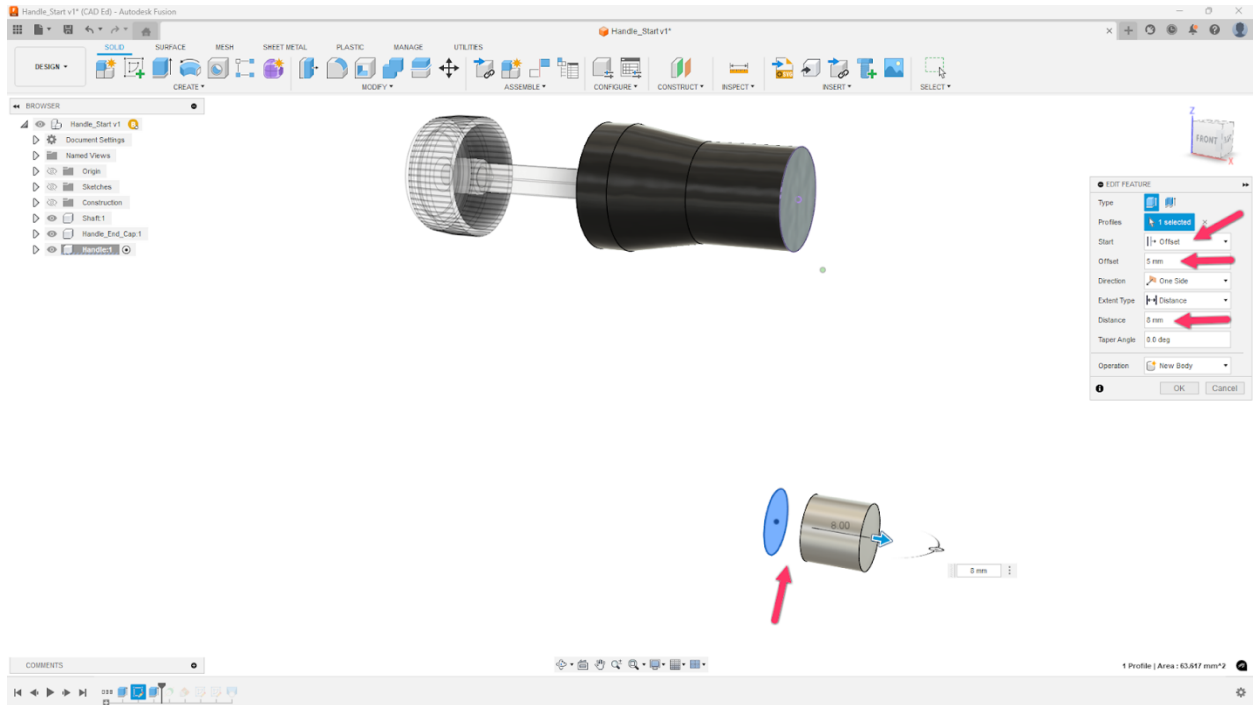 Handle_Start v1* (CAD Ed) - Autodesk Fusion
Handle_Start v1*
SOLID SURFACE MESH SHEET METAL PLASTIC MANAGE UTILITIES
DESIGN
CREATE MODIFY ASSEMBLE CONFIGURE CONSTRUCT INSPECT INSERT SELECT
BROWSER
Handle_Start v1
Document Settings
Named Views
Origin
Sketches
Construction
Shaft:1
Handle_End_Cap:1
Handle:1
Z
FRONT
X
EDIT FEATURE
Type
Profiles 1 selected
Start Offset
Offset 5 mm
Direction One Side
Extent Type Distance
Distance 8 mm
Taper Angle 0.0 deg
Operation New Body
OK Cancel
8.00
8 mm
COMMENTS
1 Profile | Area : 63.617 mm^2